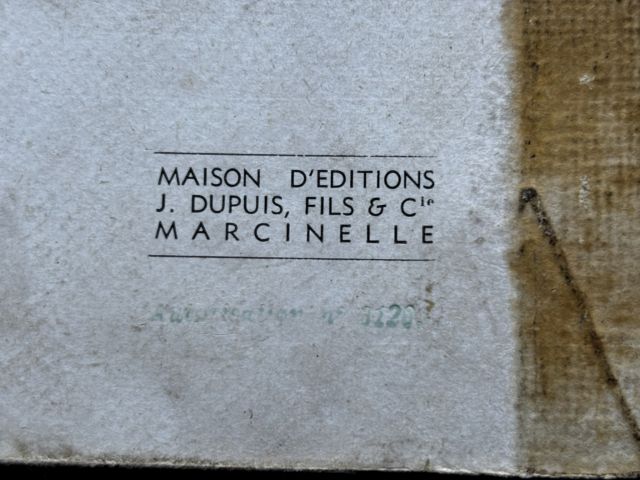 MAISON D'EDITIONS
J. DUPUIS, FILS & Cie
MARCINELLE
Autorisation n°